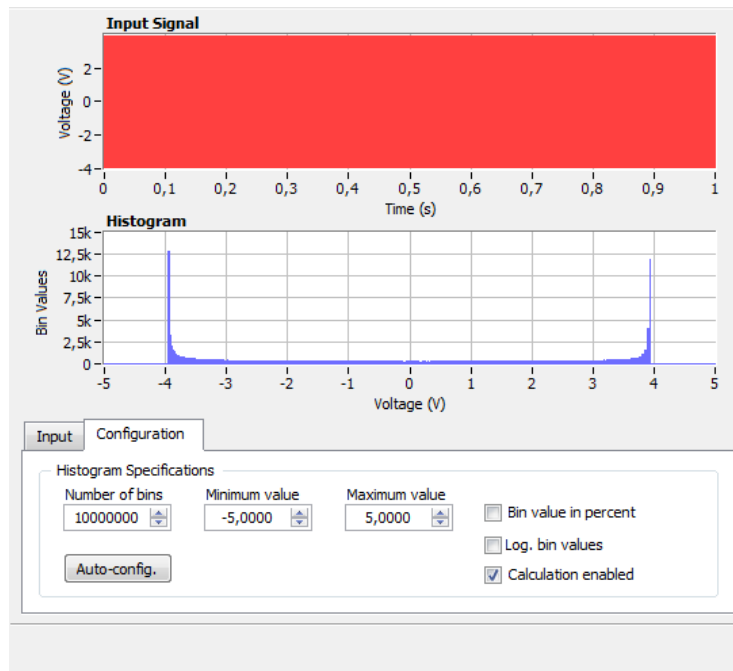 Input Signal
Voltage (V)
2
0
-2
-4
0 0,1 0,2 0,3 0,4 0,5 0,6 0,7 0,8 0,9 1
Time (s)
Histogram
Bin Values
15k
12,5k
10k
7,5k
5k
2,5k
0
-5 -4 -3 -2 -1 0 1 2 3 4 5
Voltage (V)
Input Configuration
Histogram Specifications
Number of bins Minimum value Maximum value
10000000 -5,0000 5,0000
Bin value in percent
Log. bin values
Auto-config.
Calculation enabled